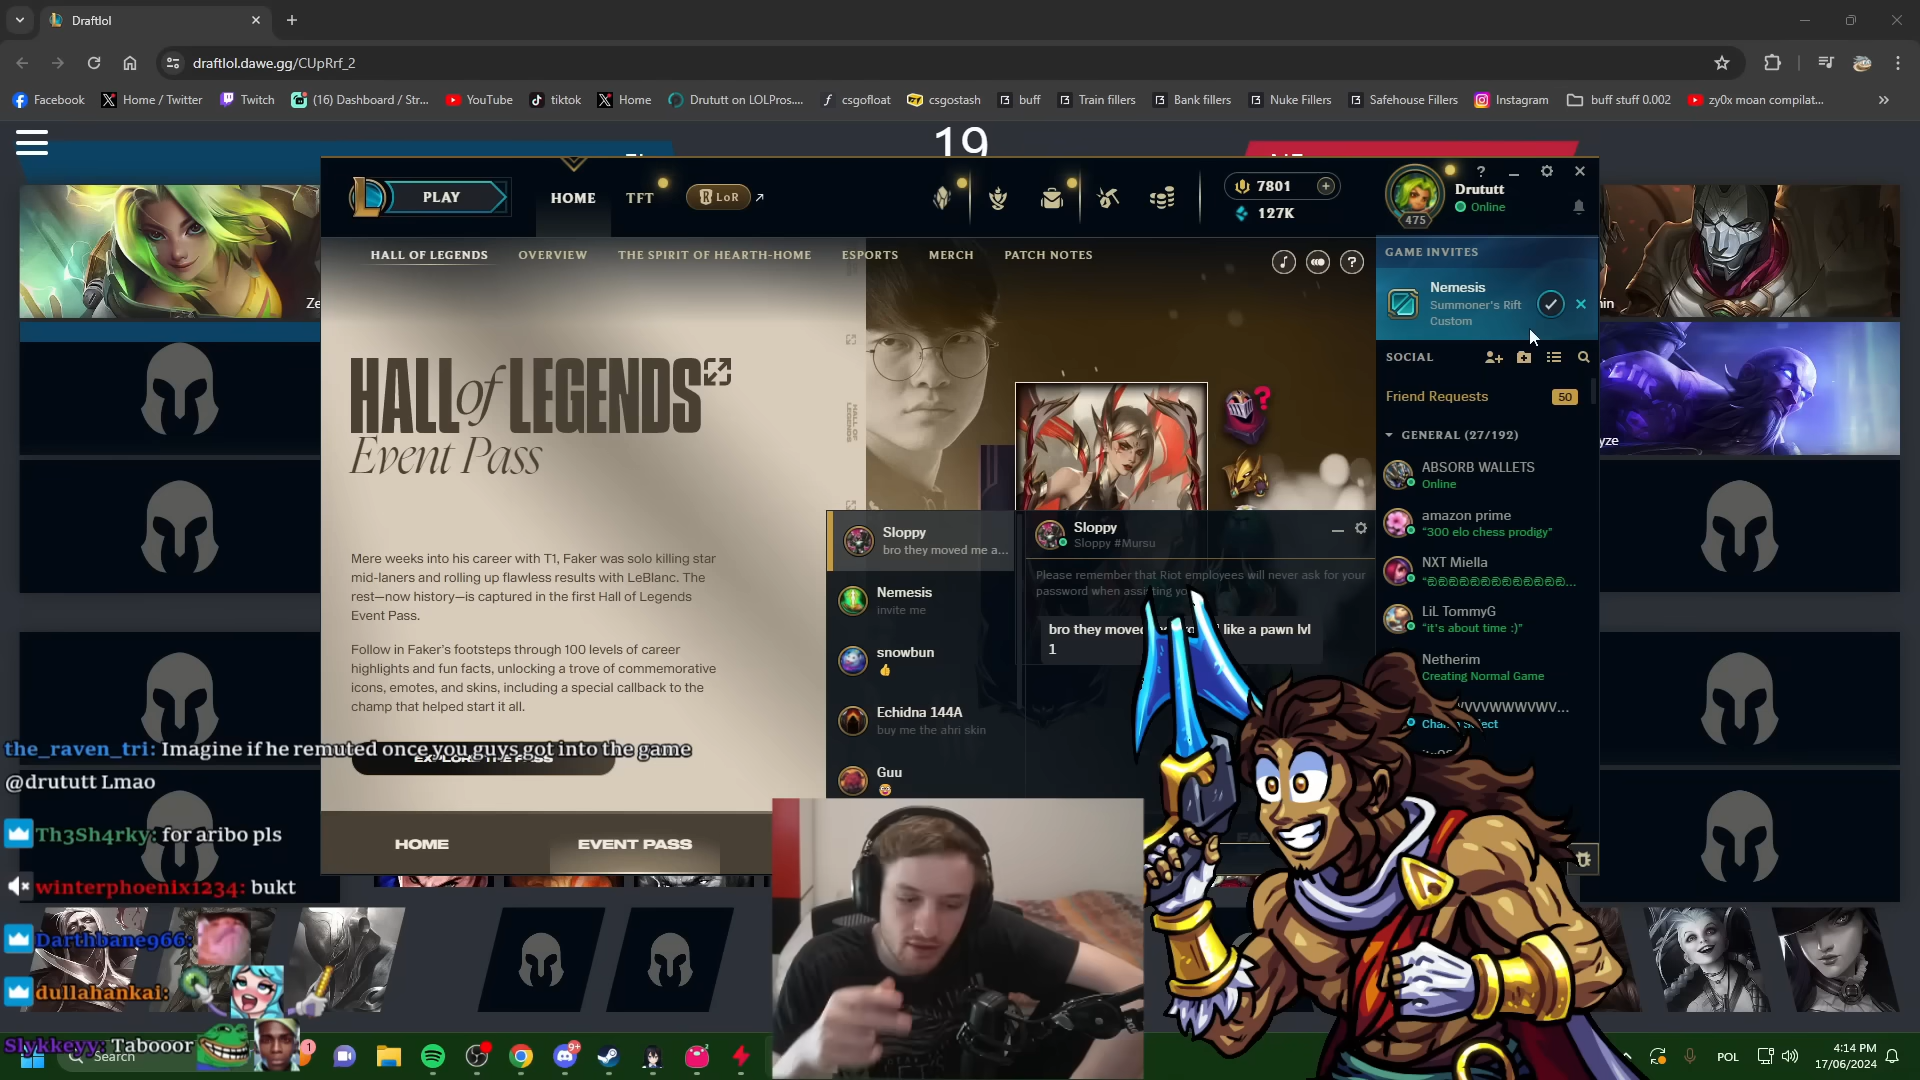 Draftlol
draftlol.dawe.gg/CUpRrf_2
Facebook
Home / Twitter
Twitch
(16) Dashboard / Str...
YouTube
tiktok
Home
Drututt on LOLPros....
csgofloat
csgostash
buff
Train fillers
Bank fillers
Nuke Fillers
Safehouse Fillers
Instagram
buff stuff 0.002
zy0x moan compilat...
19
PLAY
HOME
TFT
LoR
7801
127K
475
Drututt
Online
HALL OF LEGENDS
OVERVIEW
THE SPIRIT OF HEARTH-HOME
ESPORTS
MERCH
PATCH NOTES
GAME INVITES
Nemesis
Summoner's Rift
Custom
SOCIAL
Friend Requests
50
GENERAL (27/192)
ABSORB WALLETS
Online
amazon prime
"300 elo chess prodigy"
NXT Miella
LiL TommyG
"it's about time :)"
Netherim
Creating Normal Game
HALL of LEGENDS
Event Pass
Mere weeks into his career with T1, Faker was solo killing star
mid-laners and rolling up flawless results with LeBlanc. The
rest—now history—is captured in the first Hall of Legends
Event Pass.
Follow in Faker's footsteps through 100 levels of career
highlights and fun facts, unlocking a trove of commemorative
icons, emotes, and skins, including a special callback to the
champ that helped start it all.
EXPLORE THE PASS
HOME
EVENT PASS
Sloppy
bro they moved me a...
Nemesis
invite me
snowbun
Echidna 144A
buy me the ahri skin
Guu
Sloppy
Sloppy #Mursu
Please remember that Riot employees will never ask for your
password when assisting
bro they moved like a pawn lvl
1
the_raven_tri: Imagine if he remuted once you guys got into the game
@drututt Lmao
Th3Sh4rky: for aribo pls
winterphoenix1234: bukt
Darthbane966:
dullahankai:
Slykkeyy: Tabooor
Search
1
9+
POL
4:14 PM
17/06/2024